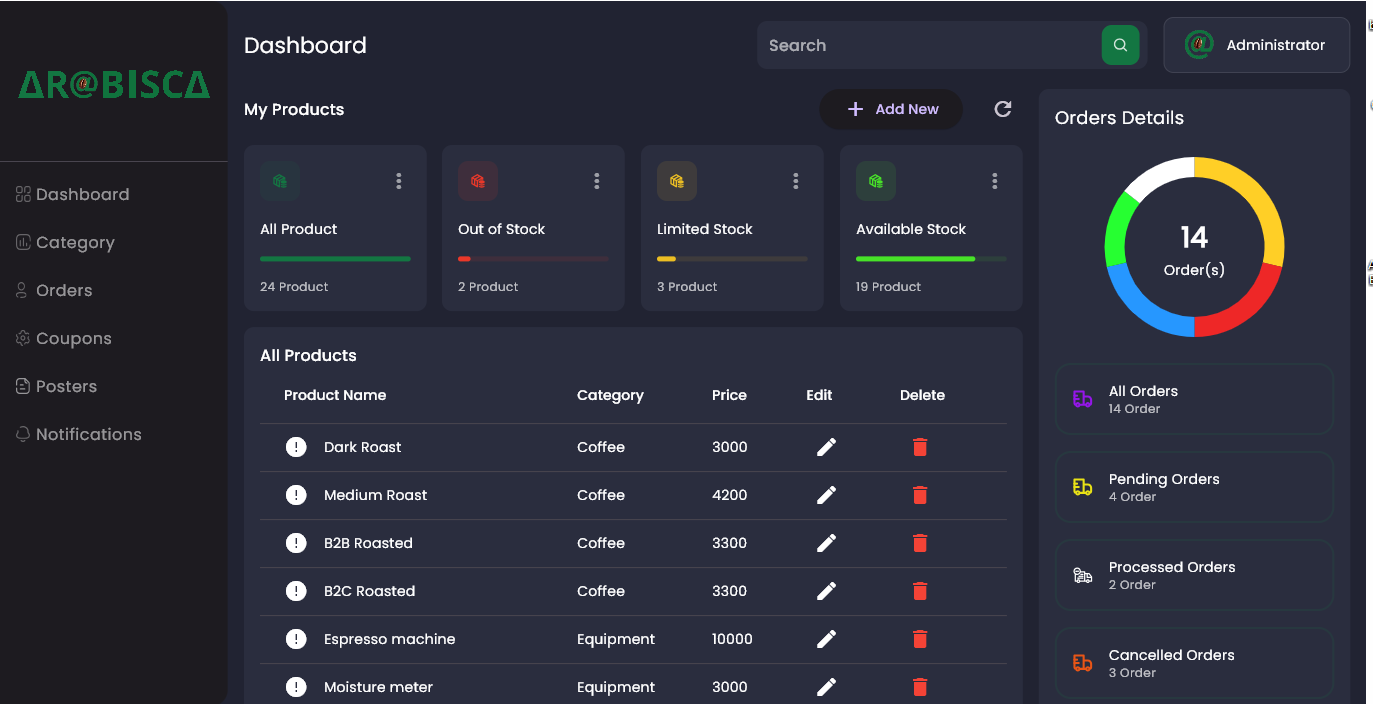 ΔR@BISCΔ
Dashboard
Category
Orders
Coupons
Posters
Notifications
Dashboard
Search
Administrator
My Products
Add New
All Product
24 Product
Out of Stock
2 Product
Limited Stock
3 Product
Available Stock
19 Product
All Products
Product Name Category Price Edit Delete
Dark Roast Coffee 3000
Medium Roast Coffee 4200
B2B Roasted Coffee 3300
B2C Roasted Coffee 3300
Espresso machine Equipment 10000
Moisture meter Equipment 3000
Orders Details
14
Order(s)
All Orders
14 Order
Pending Orders
4 Order
Processed Orders
2 Order
Cancelled Orders
3 Order